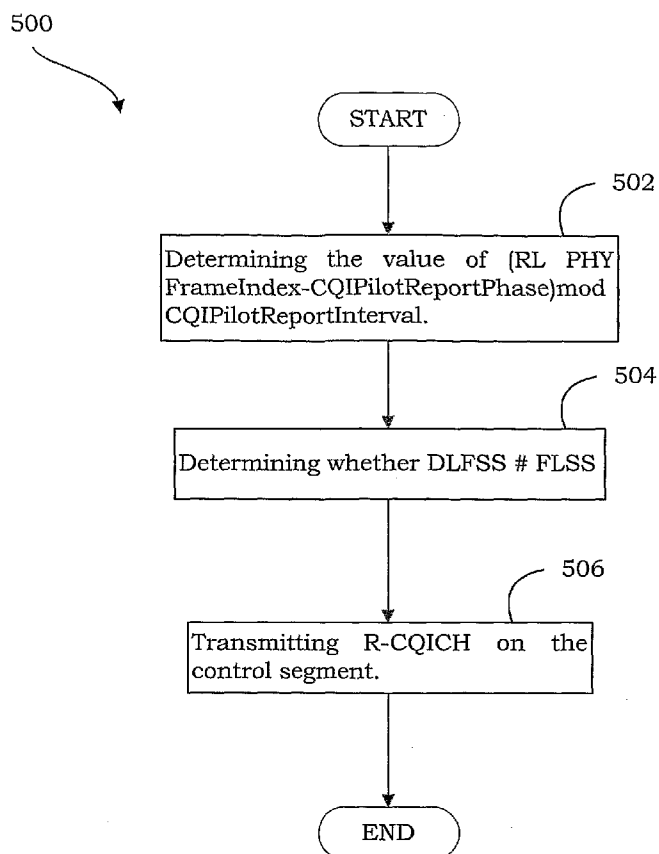 500
START
502
Determining the value of (RL PHY
FrameIndex-CQIPilotReportPhase)mod
CQIPilotReportInterval.
504
Determining whether DLFSS # FLSS
506
Transmitting R-CQICH on the
control segment.
END